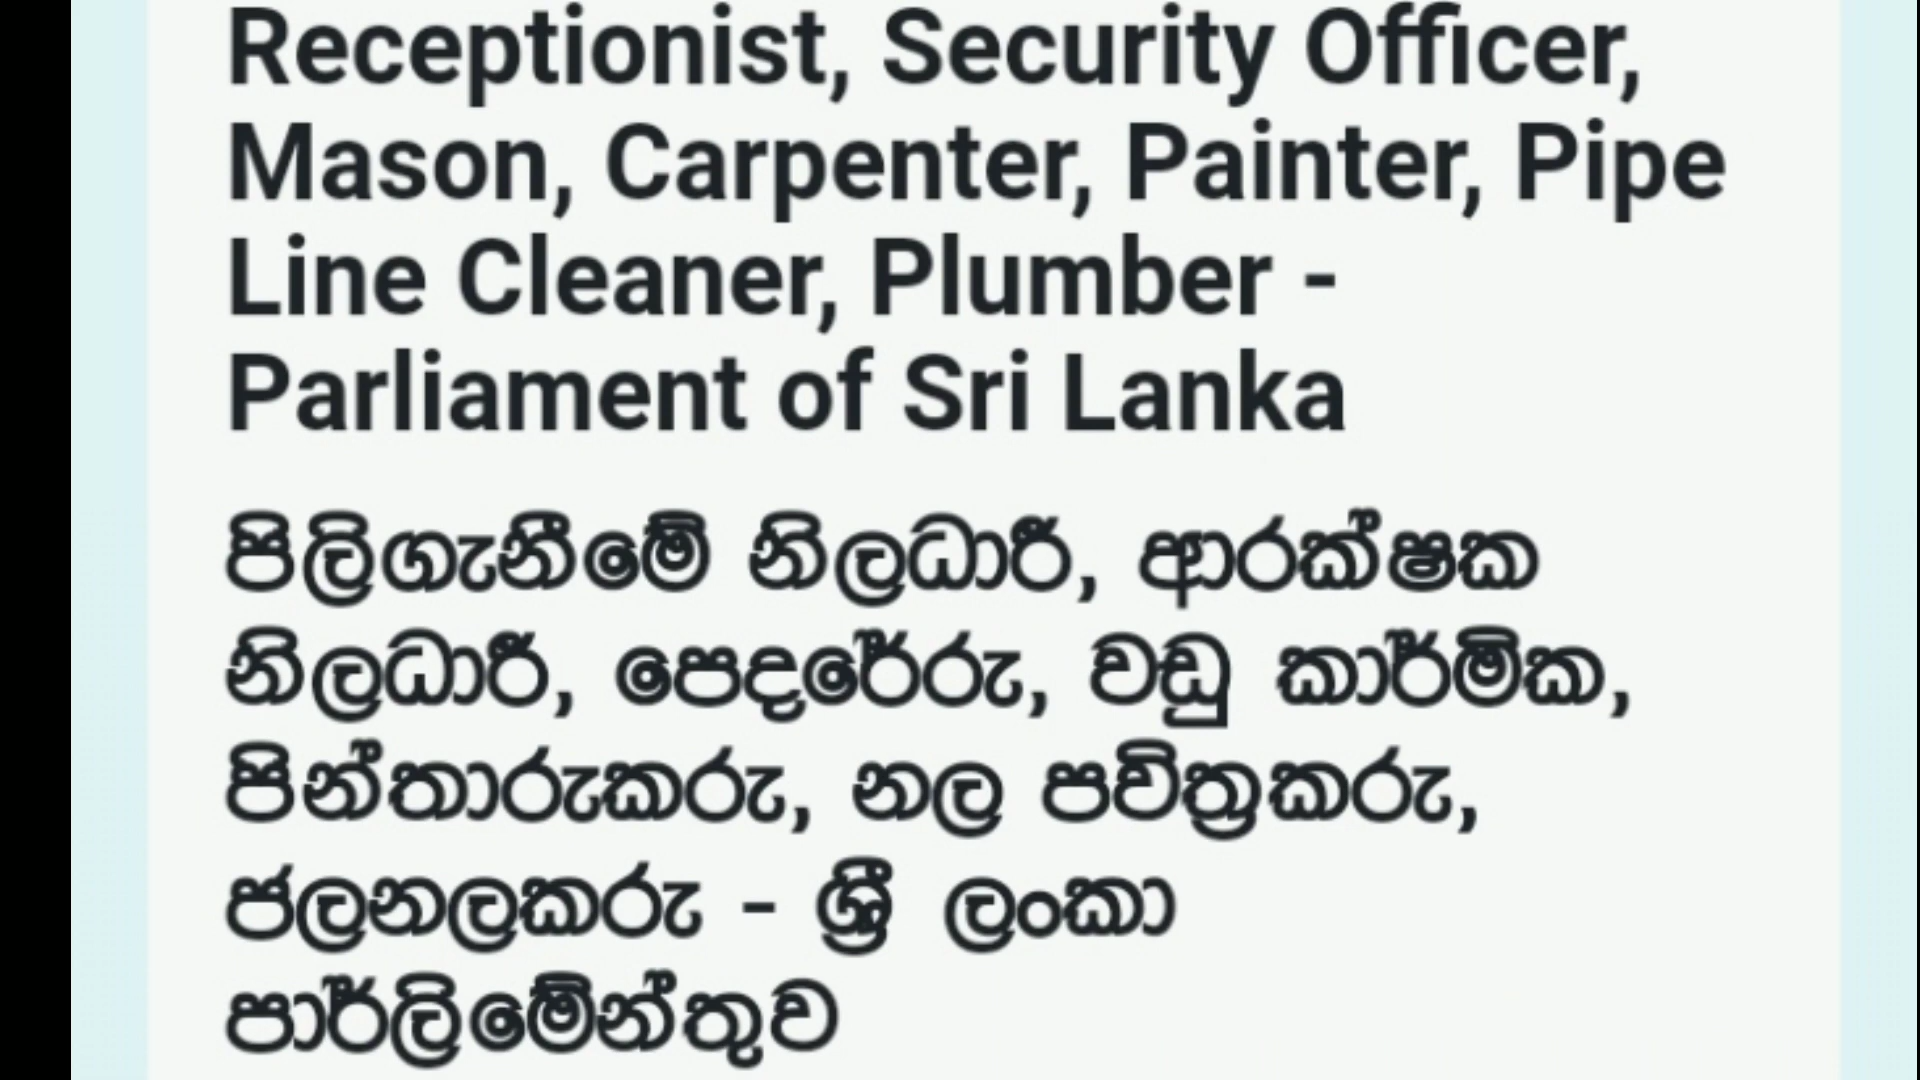 Receptionist, Security Officer,
Mason, Carpenter, Painter, Pipe
Line Cleaner, Plumber -
Parliament of Sri Lanka
පිලිගැනීමේ නිලධාරී, ආරක්ෂක
නිලධාරී, පෙදරේරු, වඩු කාර්මික,
පින්තාරුකරු, නල පවිත්‍රකරු,
ජලනලකරු - ශ්‍රී ලංකා
පාර්ලිමේන්තුව